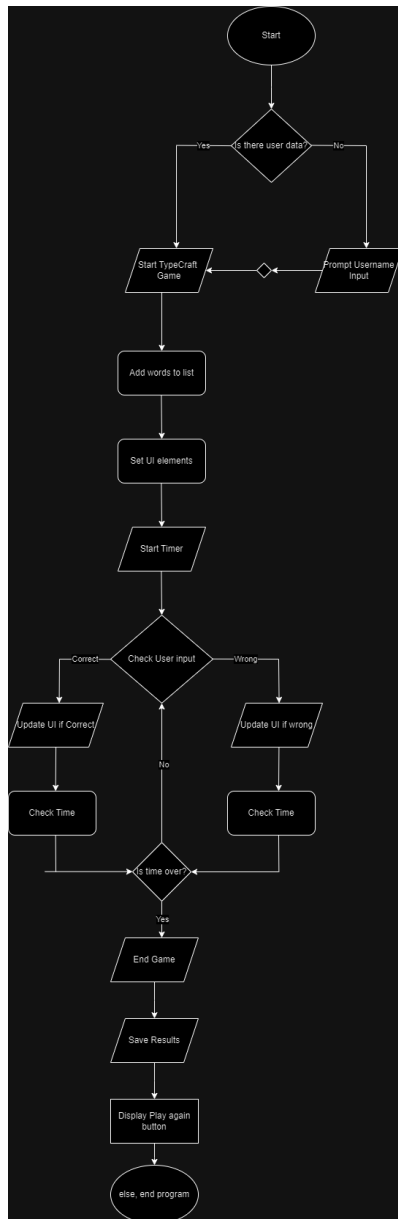 Start
Is there user data?
Yes
No
Start TypeCraft
Game
Prompt Username
Input
Add words to list
Set UI elements
Start Timer
Check User input
Correct
Wrong
Update UI if Correct
Update UI if wrong
No
Check Time
Check Time
Is time over?
Yes
End Game
Save Results
Display Play again
button
else, end program